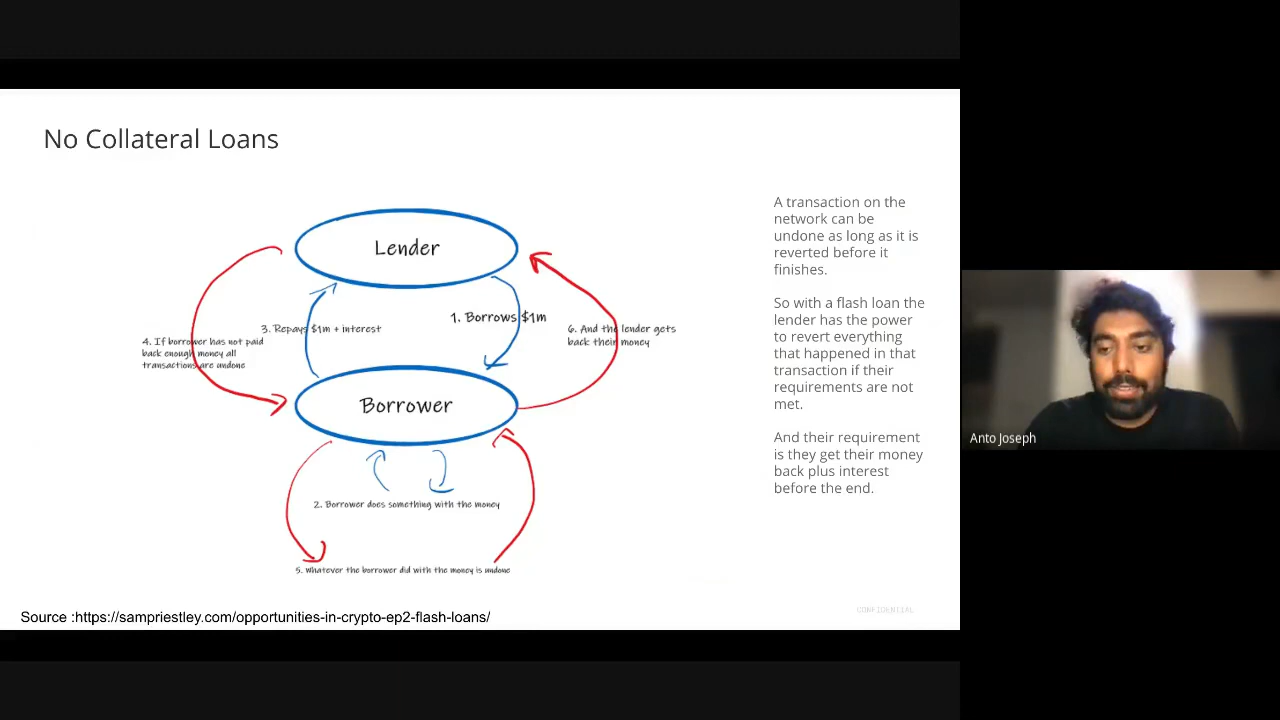 No Collateral Loans
Lender
1. Borrows $1m
3. Repays $1m + interest
6. And the lender gets
back their money
4. If borrower has not paid
back enough money all
transactions are undone
Borrower
2. Borrower does something with the money
5. Whatever the borrower did with the money is undone
A transaction on the
network can be
undone as long as it is
reverted before it
finishes.
So with a flash loan the
lender has the power
to revert everything
that happened in that
transaction if their
requirements are not
met.
And their requirement
is they get their money
back plus interest
before the end.
CONFIDENTIAL
Source :https://sampriestley.com/opportunities-in-crypto-ep2-flash-loans/
Anto Joseph